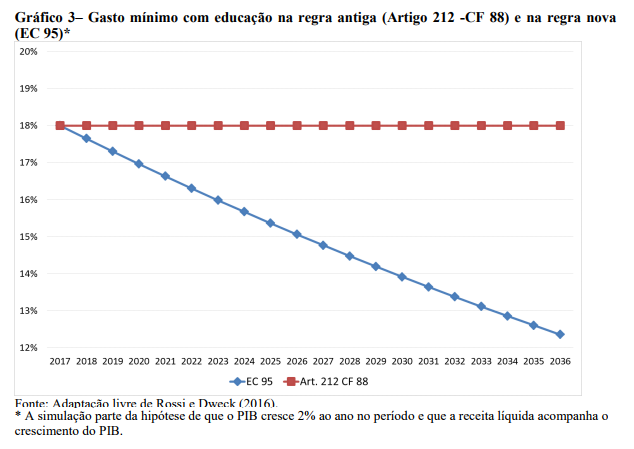 Gráfico 3– Gasto mínimo com educação na regra antiga (Artigo 212 -CF 88) e na regra nova
(EC 95)*
20%
19%
18%
17%
16%
15%
14%
13%
12%
2017 2018 2019 2020 2021 2022 2023 2024 2025 2026 2027 2028 2029 2030 2031 2032 2033 2034 2035 2036
EC 95 Art. 212 CF 88
Fonte: Adaptação livre de Rossi e Dweck (2016).
* A simulação parte da hipótese de que o PIB cresce 2% ao ano no período e que a receita líquida acompanha o
crescimento do PIB.